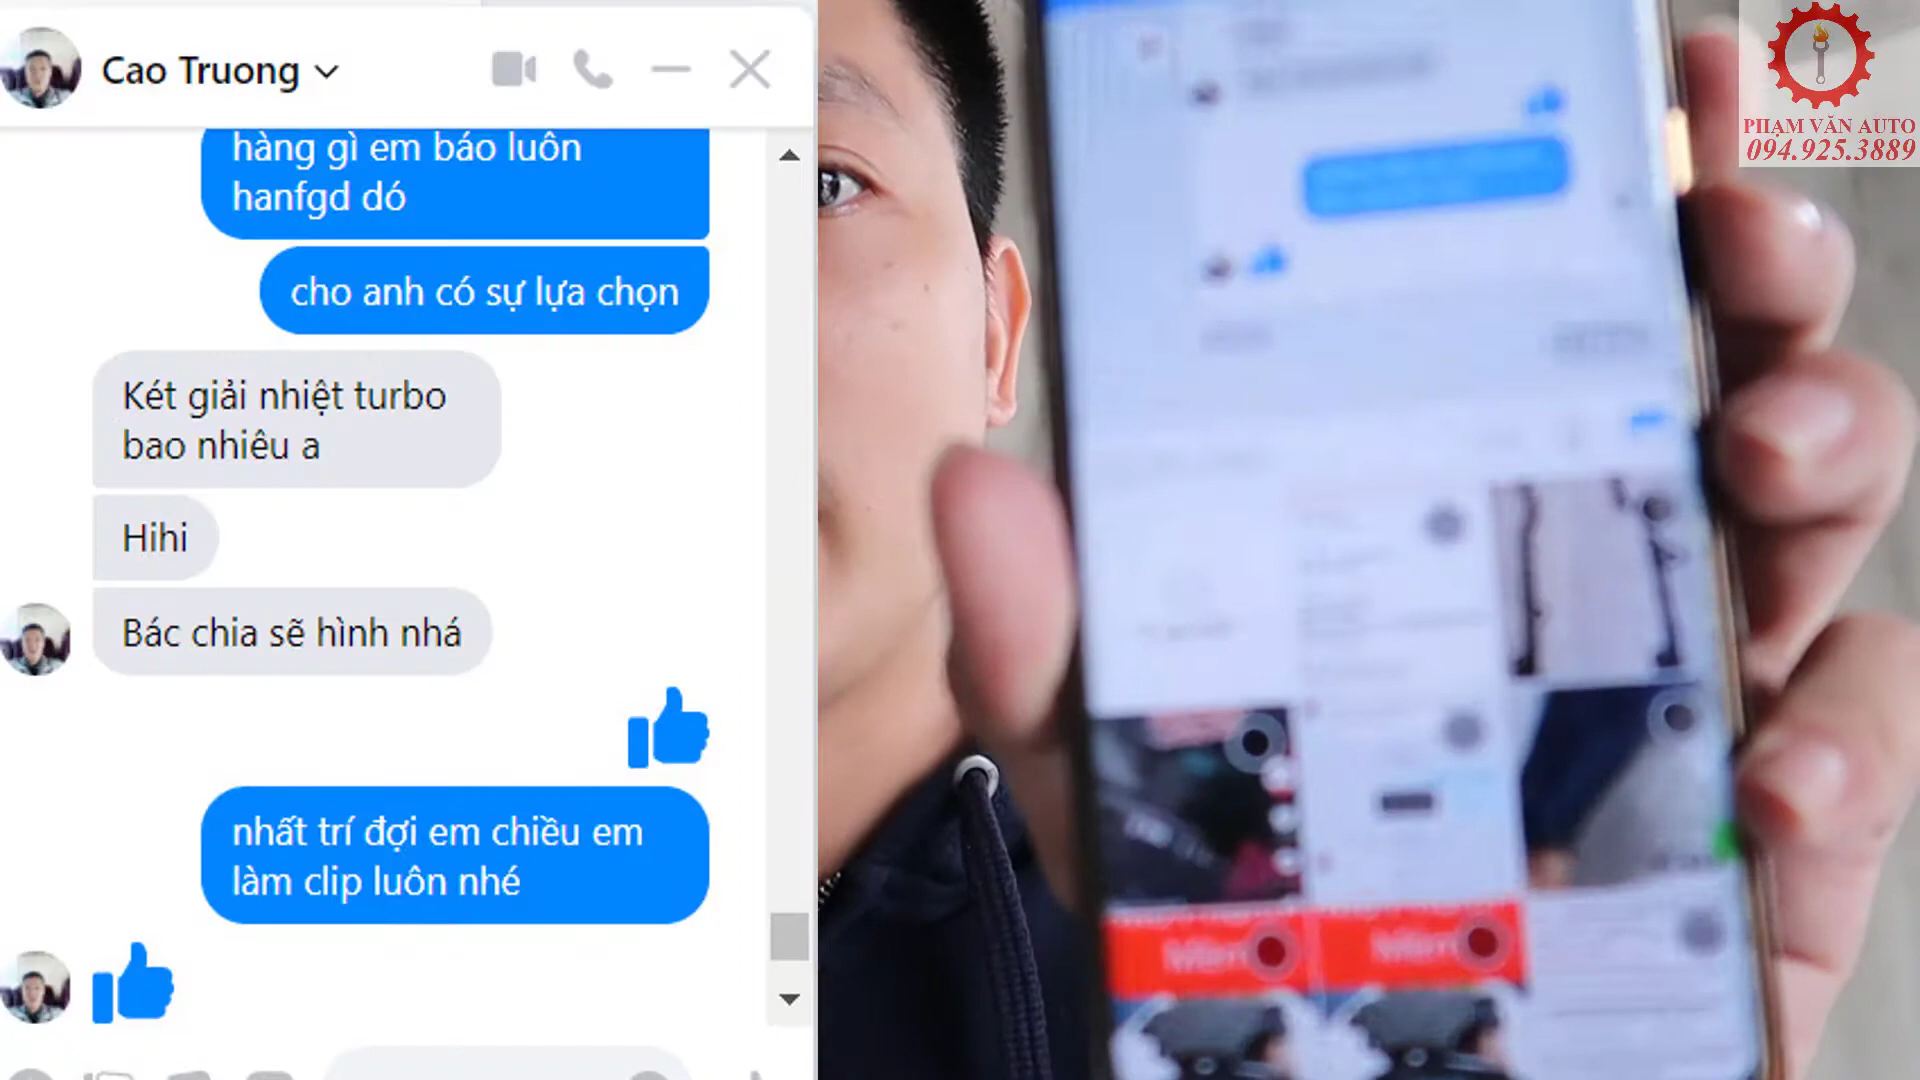 Cao Truong
hàng gì em báo luôn
hanfgd dó
cho anh có sự lựa chọn
Két giải nhiệt turbo
bao nhiêu a
Hihi
Bác chia sẽ hình nhá
nhất trí đợi em chiều em
làm clip luôn nhé
PHẠM VĂN AUTO
094.925.3889